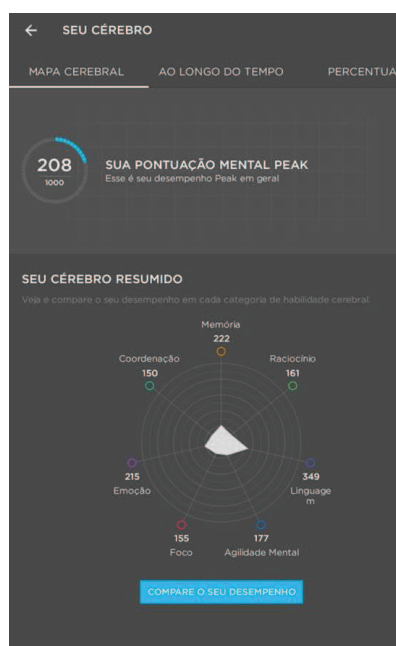 SEU CÉREBRO
MAPA CEREBRAL AO LONGO DO TEMPO PERCENTUA
208
1000
SUA PONTUAÇÃO MENTAL PEAK
Esse é seu desempenho Peak em geral
SEU CÉREBRO RESUMIDO
Veja e compare o seu desempenho em cada categoria de habilidade cerebral.
Memória
222
Coordenação
150
Raciocínio
161
215
Emoção
349
Linguage
m
155
Foco
177
Agilidade Mental
COMPARE O SEU DESEMPENHO